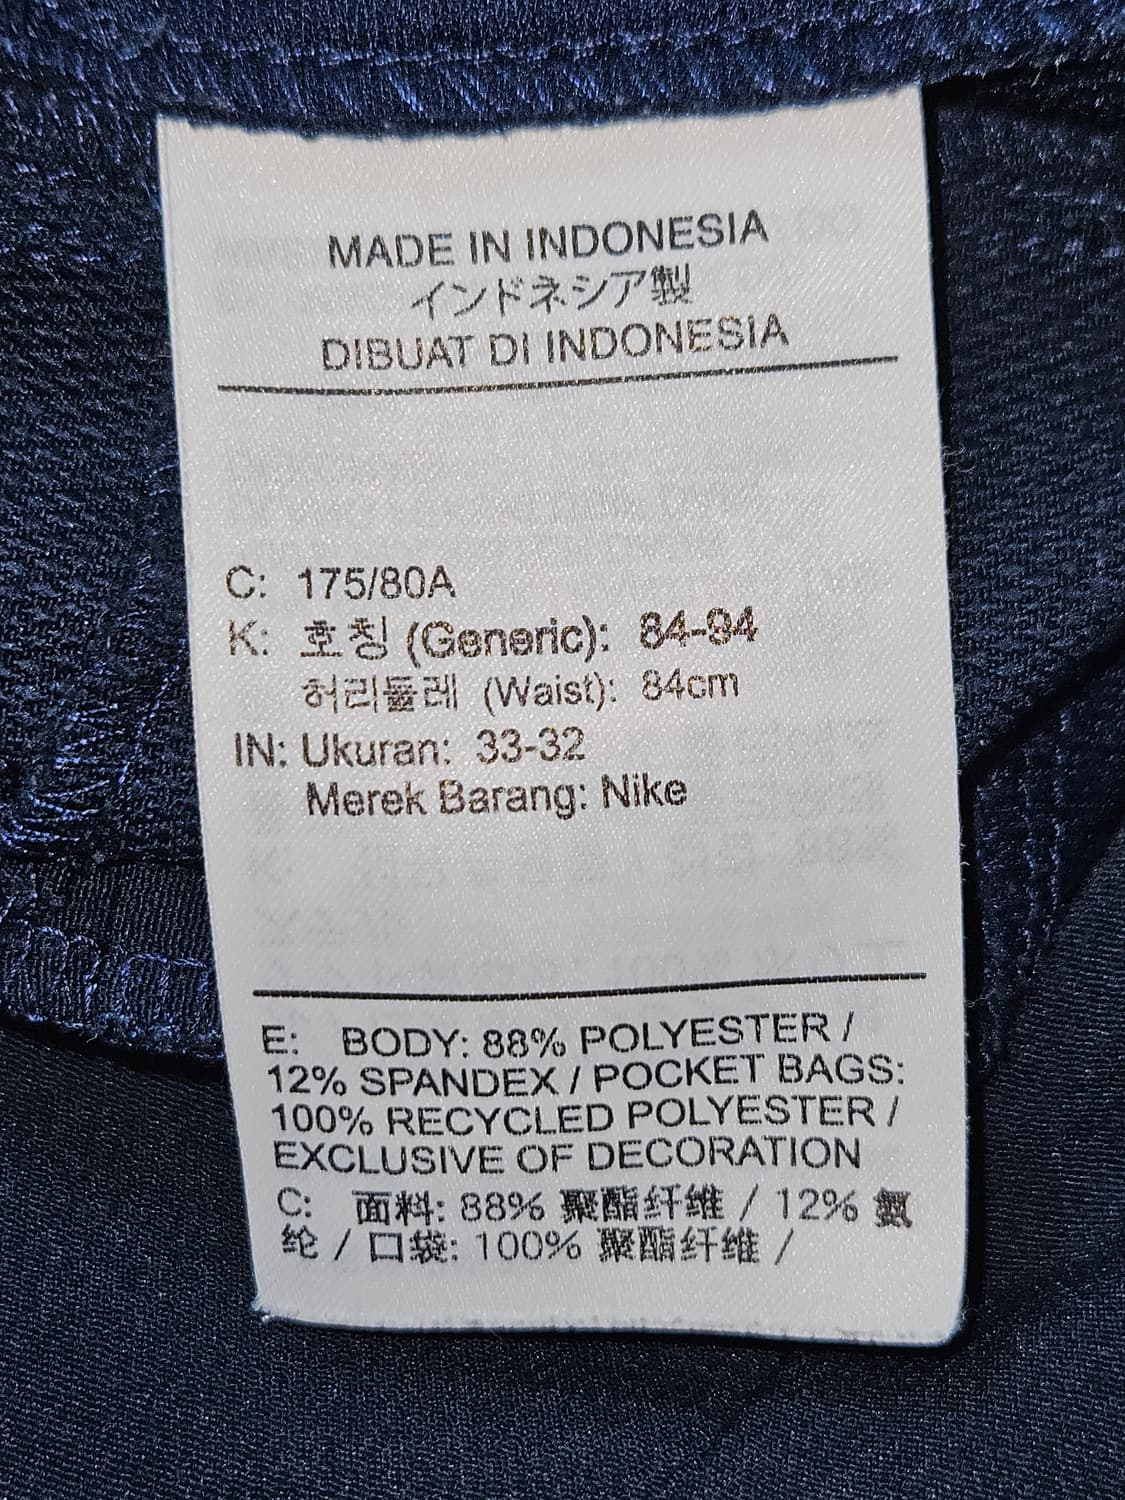 MADE IN INDONESIA
インドネシア製
DIBUAT DI INDONESIA
C: 175/80A
K: 호칭 (Generic): 84-94
허리둘레 (Waist): 84cm
IN: Ukuran: 33-32
Merek Barang: Nike
E: BODY: 88% POLYESTER /
12% SPANDEX / POCKET BAGS:
100% RECYCLED POLYESTER /
EXCLUSIVE OF DECORATION
C: 面料: 88% 聚酯纤维 / 12% 氨
纶 / 口袋: 100% 聚酯纤维 /